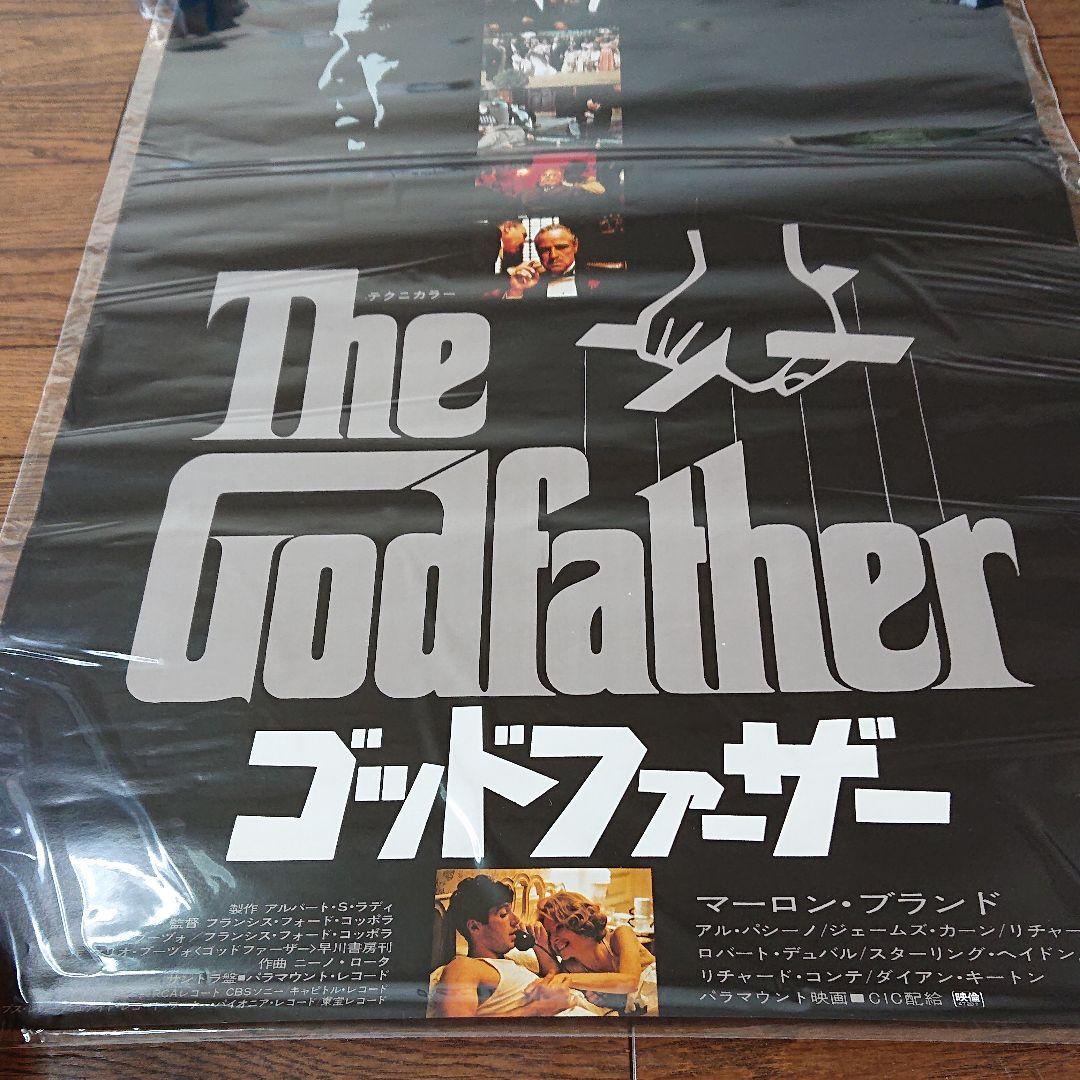 テクニカラー
The
Godfather
ゴッドファーザー
製作 アルバート・S・ラディ
監督 フランシス・フォード・コッポラ
ーヅォ/フランシス・フォード・コッポラ
オ・プーヅォ<ゴッドファーザー>早川書房刊
作曲 ニーノ・ロータ
サントラ盤■パラマウント・レコード
RCAレコード CBSソニー キャピトル・レコード
パイオニア・レコード 東宝レコード
マーロン・ブランド
アル・パシーノ/ジェームズ・カーン/リチャー
ロバート・デュバル/スターリング・ヘイドン
リチャード・コンテ/ダイアン・キートン
パラマウント映画■CIC配給 映倫